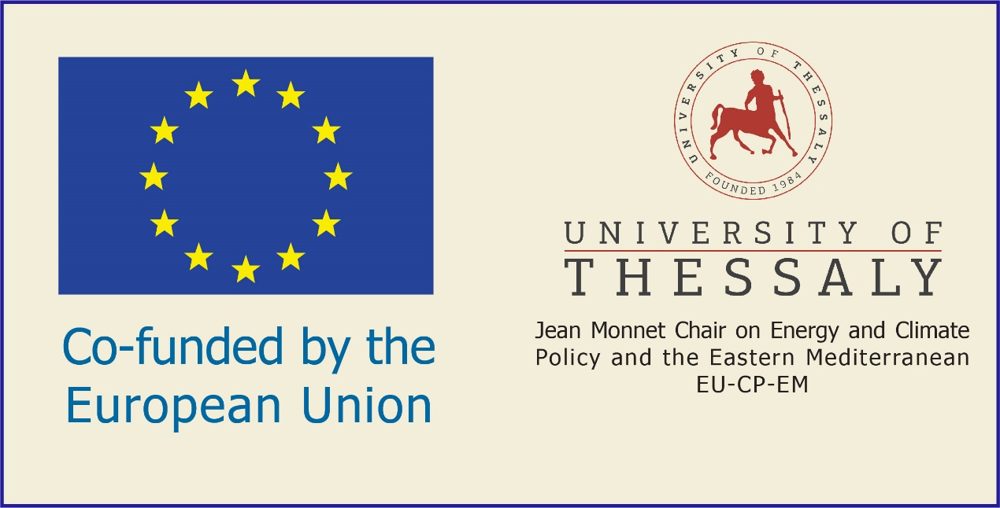 Co-funded by the
European Union
UNIVERSITY OF THESSALY
FOUNDED 1984
UNIVERSITY OF
THESSALY
Jean Monnet Chair on Energy and Climate
Policy and the Eastern Mediterranean
EU-CP-EM